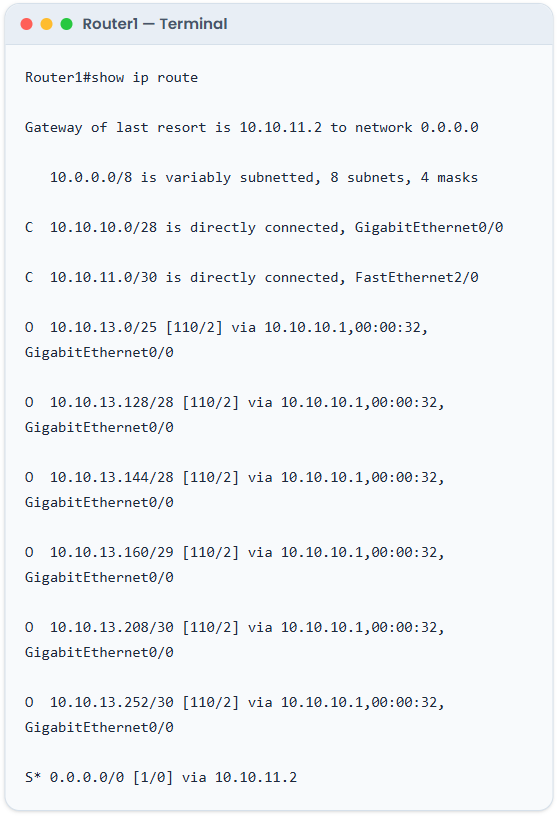 Router1 — Terminal
Router1#show ip route
Gateway of last resort is 10.10.11.2 to network 0.0.0.0
10.0.0.0/8 is variably subnetted, 8 subnets, 4 masks
C 10.10.10.0/28 is directly connected, GigabitEthernet0/0
C 10.10.11.0/30 is directly connected, FastEthernet2/0
O 10.10.13.0/25 [110/2] via 10.10.10.1,00:00:32,
GigabitEthernet0/0
O 10.10.13.128/28 [110/2] via 10.10.10.1,00:00:32,
GigabitEthernet0/0
O 10.10.13.144/28 [110/2] via 10.10.10.1,00:00:32,
GigabitEthernet0/0
O 10.10.13.160/29 [110/2] via 10.10.10.1,00:00:32,
GigabitEthernet0/0
O 10.10.13.208/30 [110/2] via 10.10.10.1,00:00:32,
GigabitEthernet0/0
O 10.10.13.252/30 [110/2] via 10.10.10.1,00:00:32,
GigabitEthernet0/0
S* 0.0.0.0/0 [1/0] via 10.10.11.2